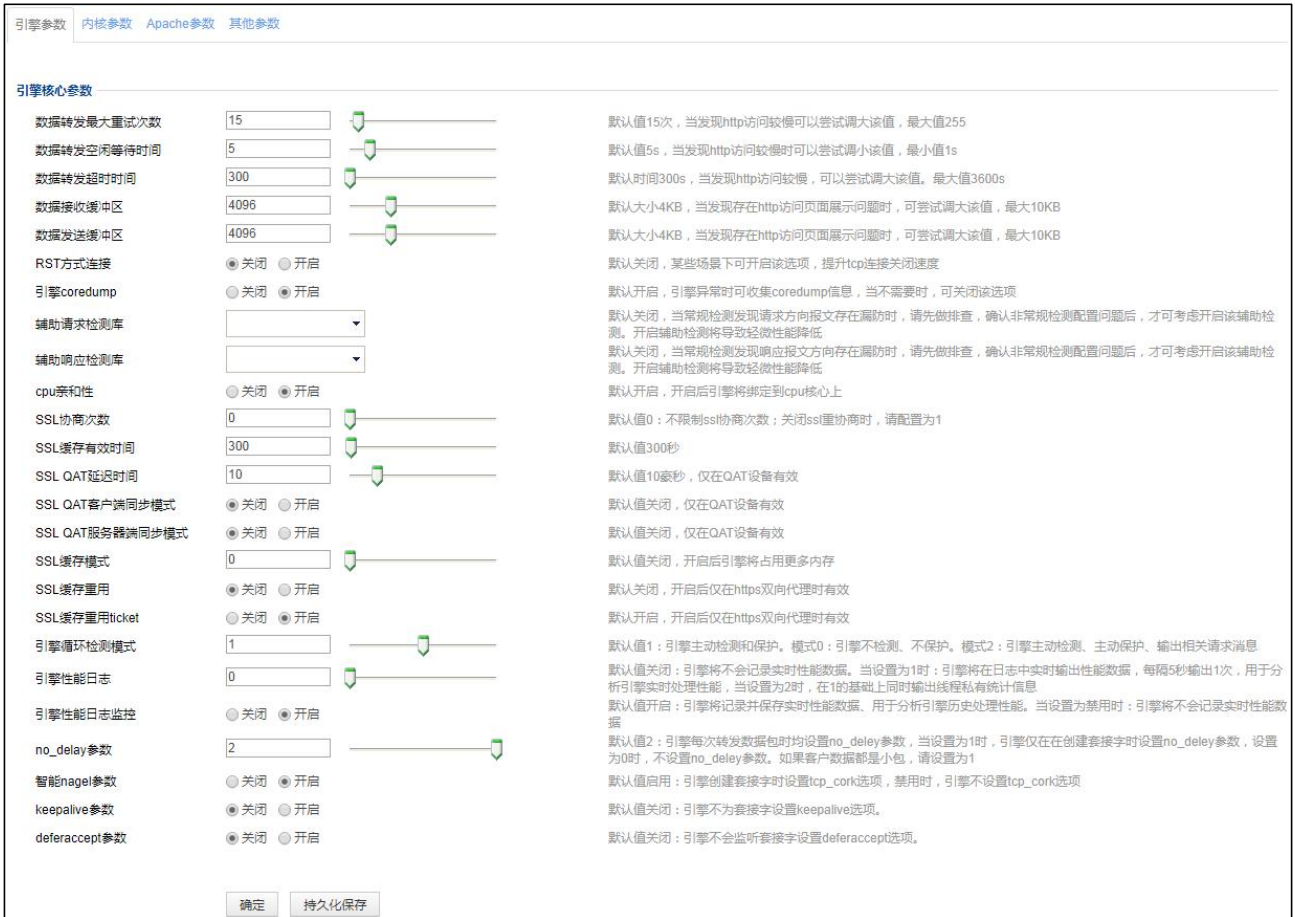 引擎参数 内核参数 Apache参数 其他参数
引擎核心参数
数据转发最大重试次数 15 默认值15次，当发现http访问较慢可以尝试调大该值，最大值255
数据转发空闲等待时间 5 默认值5s，当发现http访问较慢时可以尝试调小该值，最小值1s
数据转发超时时间 300 默认时间300s，当发现http访问较慢，可以尝试调大该值。最大值3600s
数据接收缓冲区 4096 默认大小4KB，当发现存在http访问页面展示问题时，可尝试调大该值，最大10KB
数据发送缓冲区 4096 默认大小4KB，当发现存在http访问页面展示问题时，可尝试调大该值，最大10KB
RST方式连接 关闭 开启 默认关闭，某些场景下可开启该选项，提升tcp连接关闭速度
引擎coredump 关闭 开启 默认开启，引擎异常时可收集coredump信息，当不需要时，可关闭该选项
辅助请求检测库 默认关闭，当常规检测发现请求方向报文存在漏防时，请先做排查，确认非常规检测配置问题后，才可考虑开启该辅助检
测。开启辅助检测将导致轻微性能降低
辅助响应检测库 默认关闭，当常规检测发现响应报文方向存在漏防时，请先做排查，确认非常规检测配置问题后，才可考虑开启该辅助检
测。开启辅助检测将导致轻微性能降低
cpu亲和性 关闭 开启 默认开启，开启后引擎将绑定到cpu核心上
SSL协商次数 0 默认值0：不限制ssl协商次数；关闭ssl重协商时，请配置为1
SSL缓存有效时间 300 默认值300秒
SSL QAT延迟时间 10 默认值10豪秒，仅在QAT设备有效
SSL QAT客户端同步模式 关闭 开启 默认值关闭，仅在QAT设备有效
SSL QAT服务器端同步模式 关闭 开启 默认值关闭，仅在QAT设备有效
SSL缓存模式 0 默认值关闭，开启后引擎将占用更多内存
SSL缓存重用 关闭 开启 默认关闭，开启后仅在https双向代理时有效
SSL缓存重用ticket 关闭 开启 默认开启，开启后仅在https双向代理时有效
引擎循环检测模式 1 默认值1：引擎主动检测和保护。模式0：引擎不检测、不保护。模式2：引擎主动检测、主动保护、输出相关请求消息
引擎性能日志 0 默认值关闭：引擎将不会记录实时性能数据。当设置为1时：引擎将在日志中实时输出性能数据，每隔5秒输出1次，用于分
析引擎实时处理性能，当设置为2时，在1的基础上同时输出线程私有统计信息
引擎性能日志监控 关闭 开启 默认值开启：引擎将记录并保存实时性能数据、用于分析引擎历史处理性能。当设置为禁用时：引擎将不会记录实时性能数
据
no_delay参数 2 默认值2：引擎每次转发数据包时均设置no_deley参数，当设置为1时，引擎仅在在创建套接字时设置no_deley参数，设置
为0时，不设置no_deley参数。如果客户数据都是小包，请设置为1
智能nagel参数 关闭 开启 默认值启用：引擎创建套接字时设置tcp_cork选项，禁用时，引擎不设置tcp_cork选项
keepalive参数 关闭 开启 默认值关闭：引擎不为套接字设置keepalive选项。
deferaccept参数 关闭 开启 默认值关闭：引擎不会监听套接字设置deferaccept选项。
确定 持久化保存